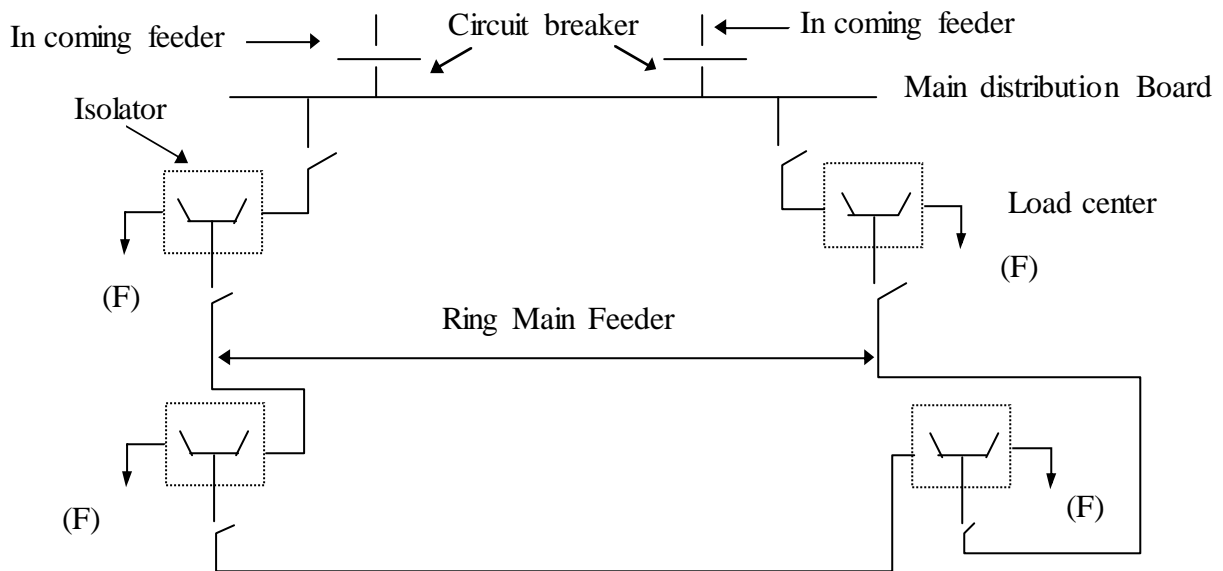 In coming feeder
Circuit breaker
In coming feeder
Main distribution Board
Isolator
Load center
(F)
(F)
Ring Main Feeder
(F)
(F)